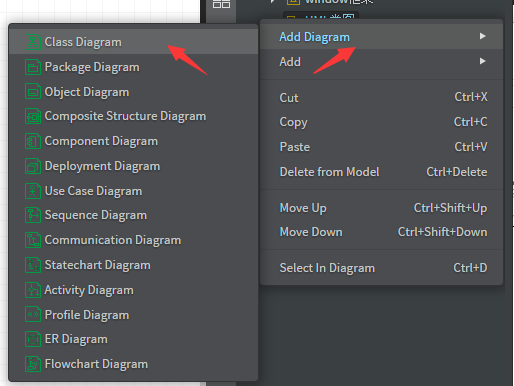 window框架
UML类图
Add Diagram
Add
Cut Ctrl+X
Copy Ctrl+C
Paste Ctrl+V
Delete from Model Ctrl+Delete
Move Up Ctrl+Shift+Up
Move Down Ctrl+Shift+Down
Select In Diagram Ctrl+D
Class Diagram
Package Diagram
Object Diagram
Composite Structure Diagram
Component Diagram
Deployment Diagram
Use Case Diagram
Sequence Diagram
Communication Diagram
Statechart Diagram
Activity Diagram
Profile Diagram
ER Diagram
Flowchart Diagram